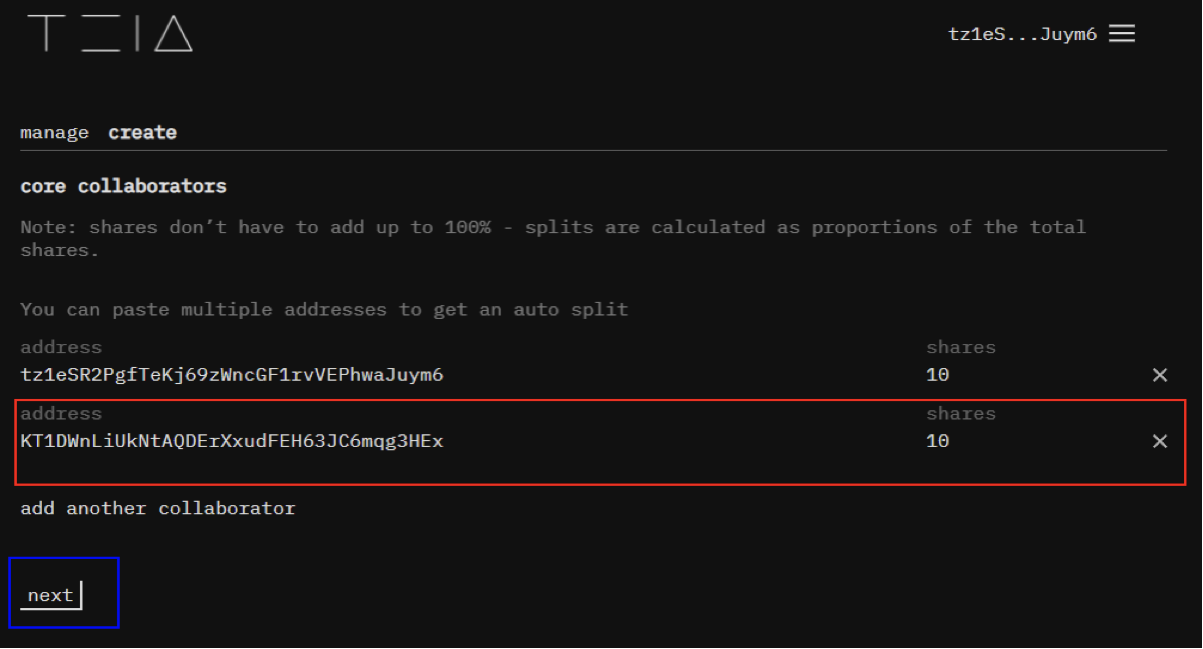 TEIA
tz1eS...Juym6
manage create
core collaborators
Note: shares don’t have to add up to 100% - splits are calculated as proportions of the total
shares.
You can paste multiple addresses to get an auto split
address shares
tz1eSR2PgfTeKj69zWncGF1rvVEPhwaJuym6 10
address shares
KT1DWnLiUkNtAQDErXxudFEH63JC6mqg3HEx 10
add another collaborator
next